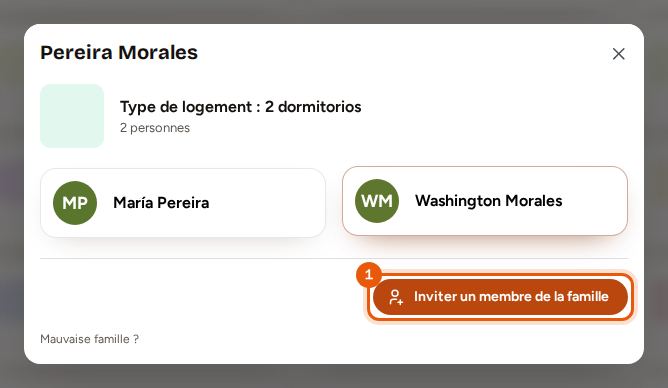 Pereira Morales
Type de logement : 2 dormitorios
2 personnes
MP
María Pereira
WM
Washington Morales
1
Inviter un membre de la famille
Mauvaise famille ?